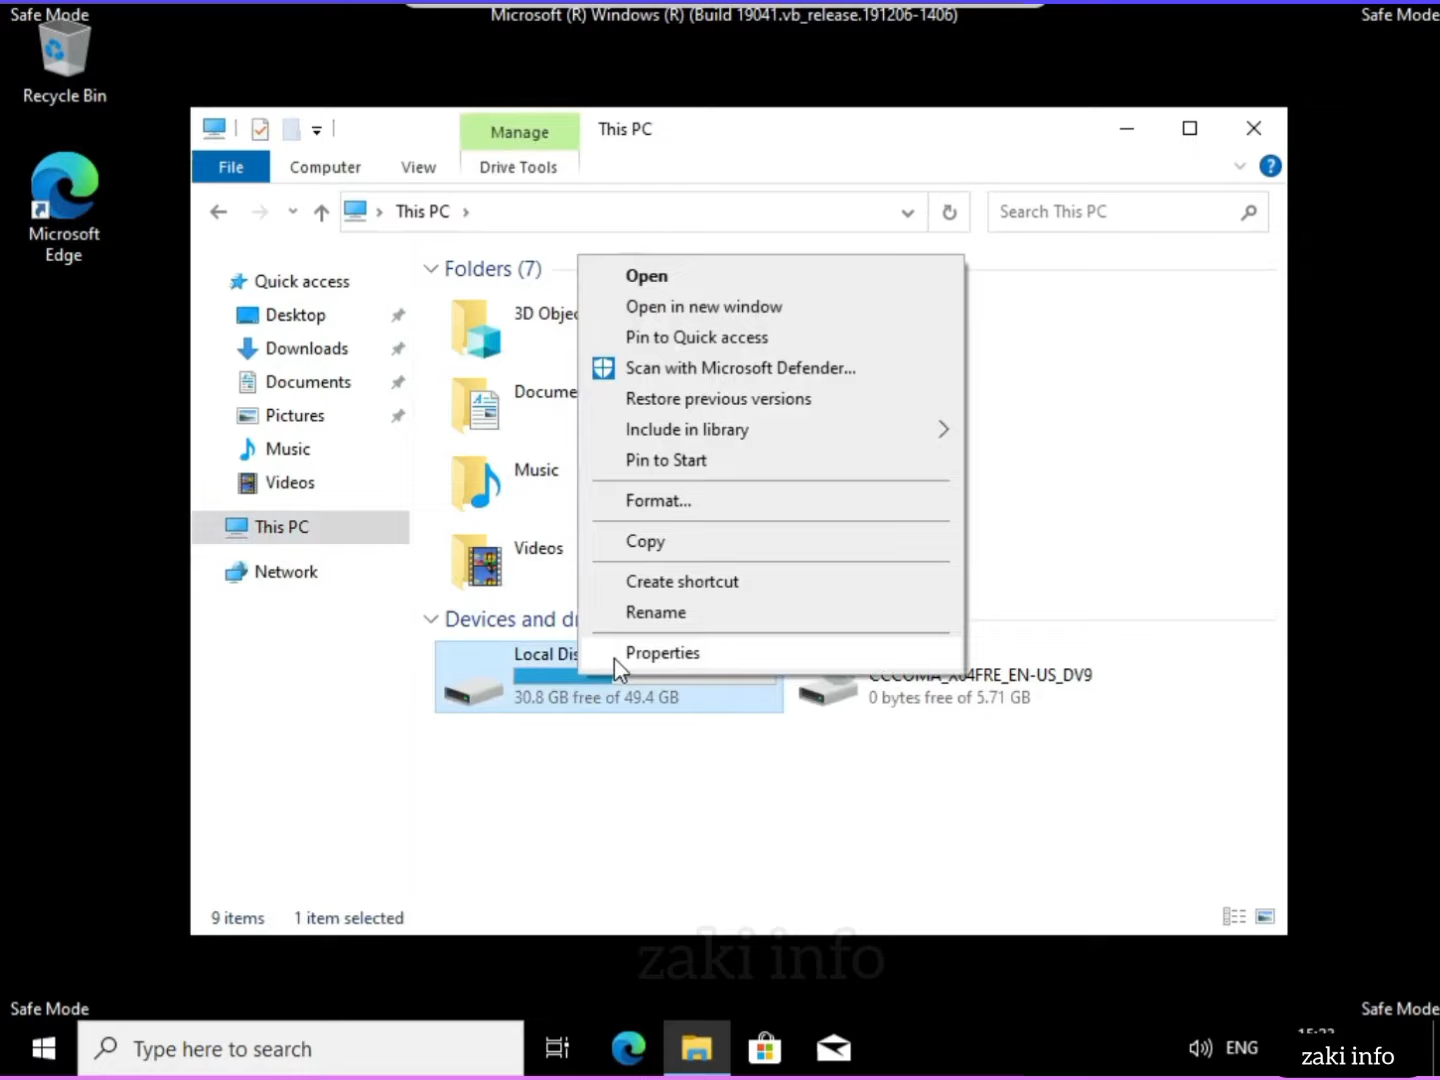 Safe Mode
Microsoft (R) Windows (R) (Build 19041.vb_release.191206-1406)
Safe Mode
Recycle Bin
Microsoft
Edge
Manage
This PC
File
Computer
View
Drive Tools
This PC
Search This PC
Quick access
Desktop
Downloads
Documents
Pictures
Music
Videos
This PC
Network
Folders (7)
3D Objec
Docume
Music
Videos
Open
Open in new window
Pin to Quick access
Scan with Microsoft Defender...
Restore previous versions
Include in library
Pin to Start
Format...
Copy
Create shortcut
Rename
Properties
Devices and d
Local Dis
30.8 GB free of 49.4 GB
CCCOMA_X64FRE_EN-US_DV9
0 bytes free of 5.71 GB
9 items
1 item selected
zaki info
Safe Mode
Safe Mode
Type here to search
ENG
zaki info